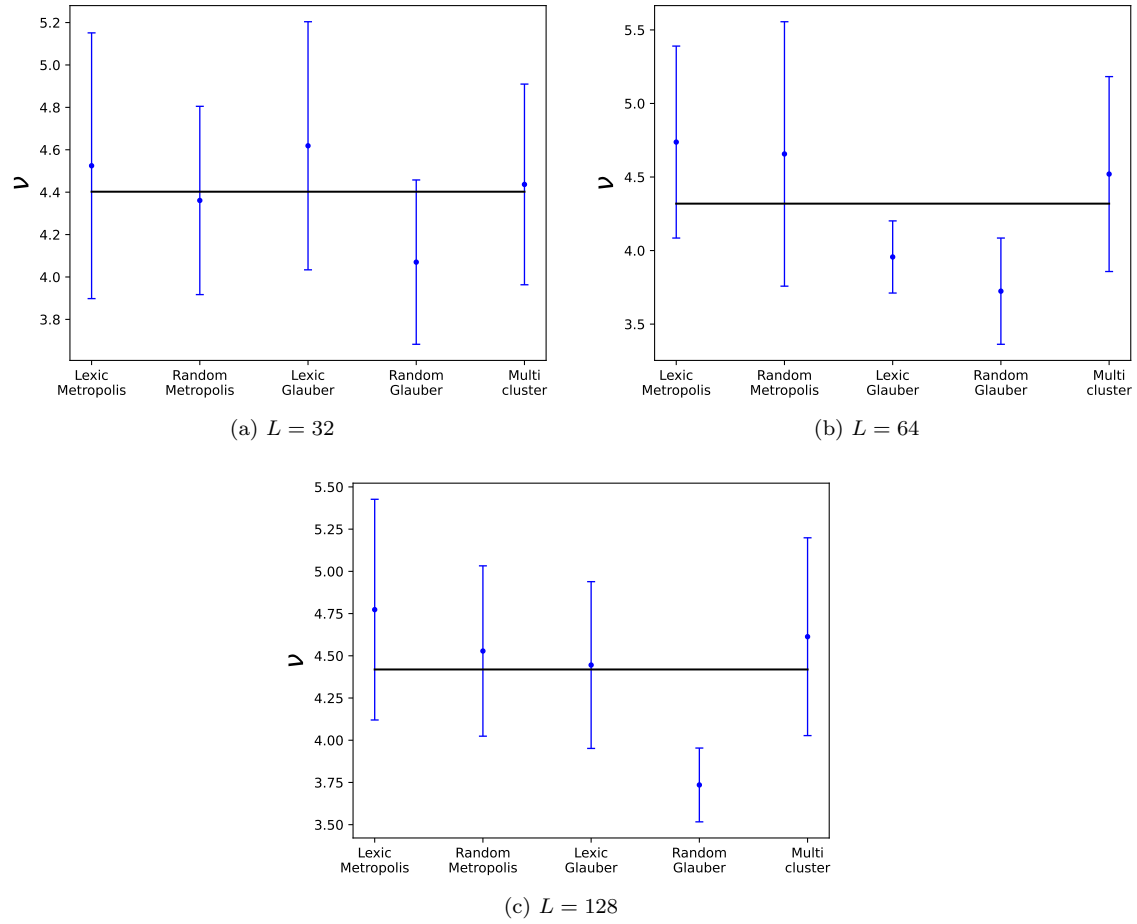 5.2
5.0
4.8
4.6
4.4
4.2
4.0
3.8
ν
Lexic
Metropolis
Random
Metropolis
Lexic
Glauber
Random
Glauber
Multi
cluster
(a) L = 32
5.5
5.0
4.5
4.0
3.5
ν
Lexic
Metropolis
Random
Metropolis
Lexic
Glauber
Random
Glauber
Multi
cluster
(b) L = 64
5.50
5.25
5.00
4.75
4.50
4.25
4.00
3.75
3.50
ν
Lexic
Metropolis
Random
Metropolis
Lexic
Glauber
Random
Glauber
Multi
cluster
(c) L = 128